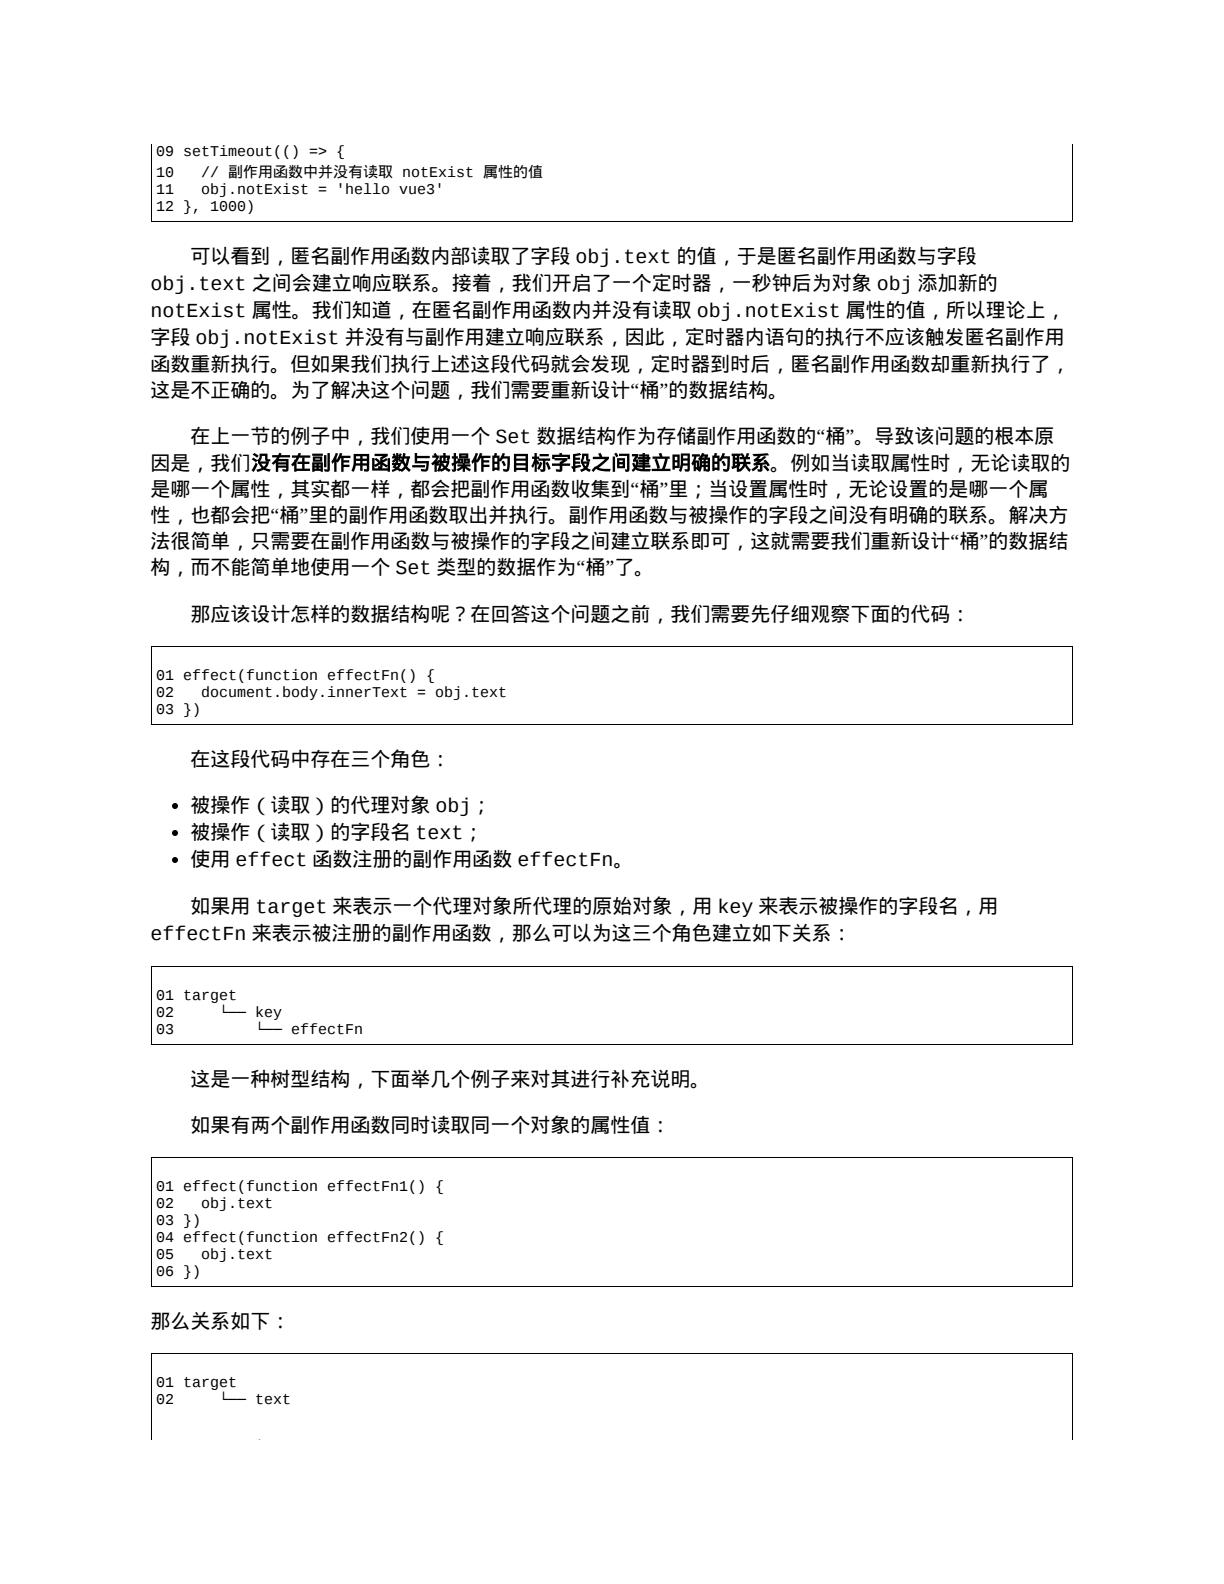 09 setTimeout(() => {
10   // 副作用函数中并没有读取 notExist 属性的值
11   obj.notExist = 'hello vue3'
12 }, 1000)
可以看到，匿名副作用函数内部读取了字段 obj.text 的值，于是匿名副作用函数与字段
obj.text 之间会建立响应联系。接着，我们开启了一个定时器，一秒钟后为对象 obj 添加新的
notExist 属性。我们知道，在匿名副作用函数内并没有读取 obj.notExist 属性的值，所以理论上，
字段 obj.notExist 并没有与副作用建立响应联系，因此，定时器内语句的执行不应该触发匿名副作用
函数重新执行。但如果我们执行上述这段代码就会发现，定时器到时后，匿名副作用函数却重新执行了，
这是不正确的。为了解决这个问题，我们需要重新设计“桶”的数据结构。
在上一节的例子中，我们使用一个 Set 数据结构作为存储副作用函数的“桶”。导致该问题的根本原
因是，我们没有在副作用函数与被操作的目标字段之间建立明确的联系。例如当读取属性时，无论读取的
是哪一个属性，其实都一样，都会把副作用函数收集到“桶”里；当设置属性时，无论设置的是哪一个属
性，也都会把“桶”里的副作用函数取出并执行。副作用函数与被操作的字段之间没有明确的联系。解决方
法很简单，只需要在副作用函数与被操作的字段之间建立联系即可，这就需要我们重新设计“桶”的数据结
构，而不能简单地使用一个 Set 类型的数据作为“桶”了。
那应该设计怎样的数据结构呢？在回答这个问题之前，我们需要先仔细观察下面的代码：
01 effect(function effectFn() {
02   document.body.innerText = obj.text
03 })
在这段代码中存在三个角色：
• 被操作（读取）的代理对象 obj；
• 被操作（读取）的字段名 text；
• 使用 effect 函数注册的副作用函数 effectFn。
如果用 target 来表示一个代理对象所代理的原始对象，用 key 来表示被操作的字段名，用
effectFn 来表示被注册的副作用函数，那么可以为这三个角色建立如下关系：
01 target
02     └── key
03         └── effectFn
这是一种树型结构，下面举几个例子来对其进行补充说明。
如果有两个副作用函数同时读取同一个对象的属性值：
01 effect(function effectFn1() {
02   obj.text
03 })
04 effect(function effectFn2() {
05   obj.text
06 })
那么关系如下：
01 target
02     └── text